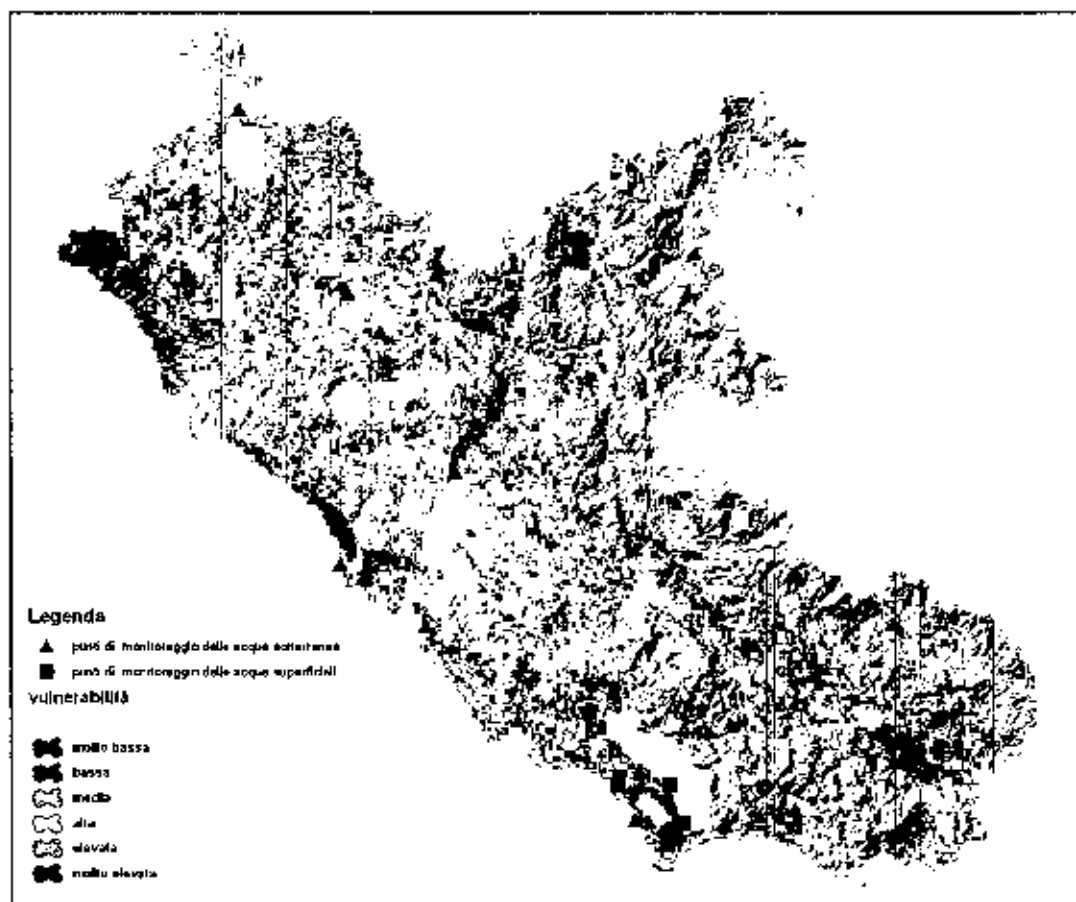 Legenda
punti di monitoraggio delle acque sotterranee
punti di monitoraggio delle acque superficiali
vulnerabilità
molto bassa
bassa
media
alta
elevata
molto elevata